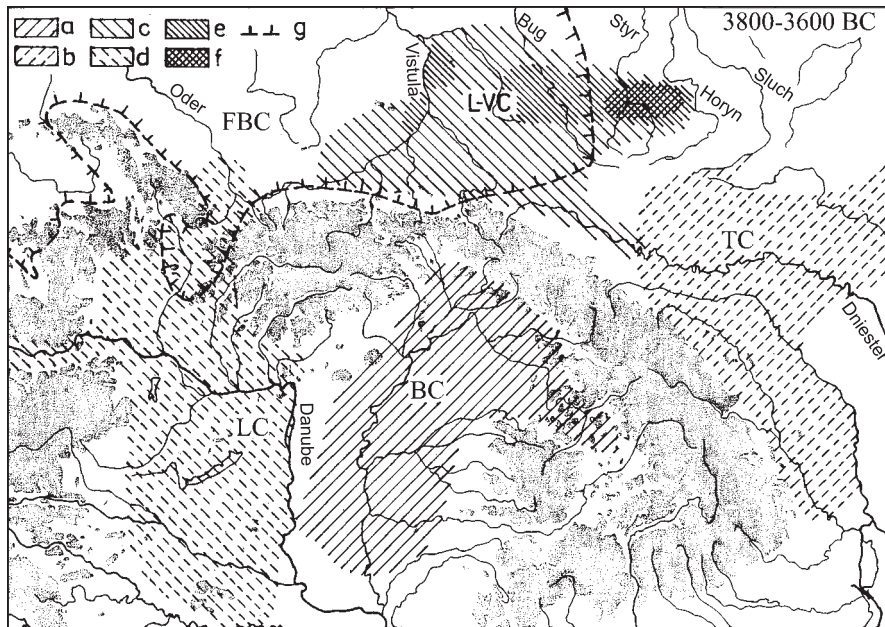 a c e g
b d f
3800-3600 BC
Oder
FBC
Vistula
Bug
Styr
Sluch
Horyn
L-VC
TC
Dniester
BC
LC
Danube